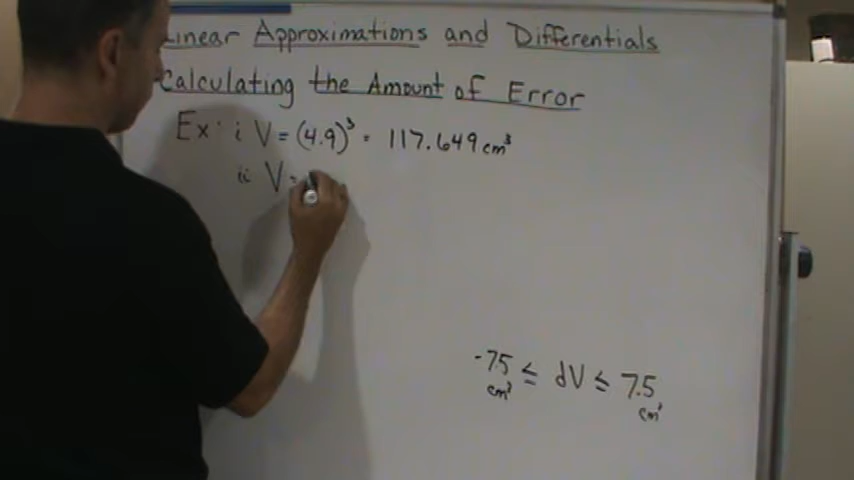 Linear Approximations and Differentials
Calculating the Amount of Error
Ex: i V = (4.9)³ = 117.649 cm³
ii V =
-7.5 cm³ ≤ dV ≤ 7.5 cm³